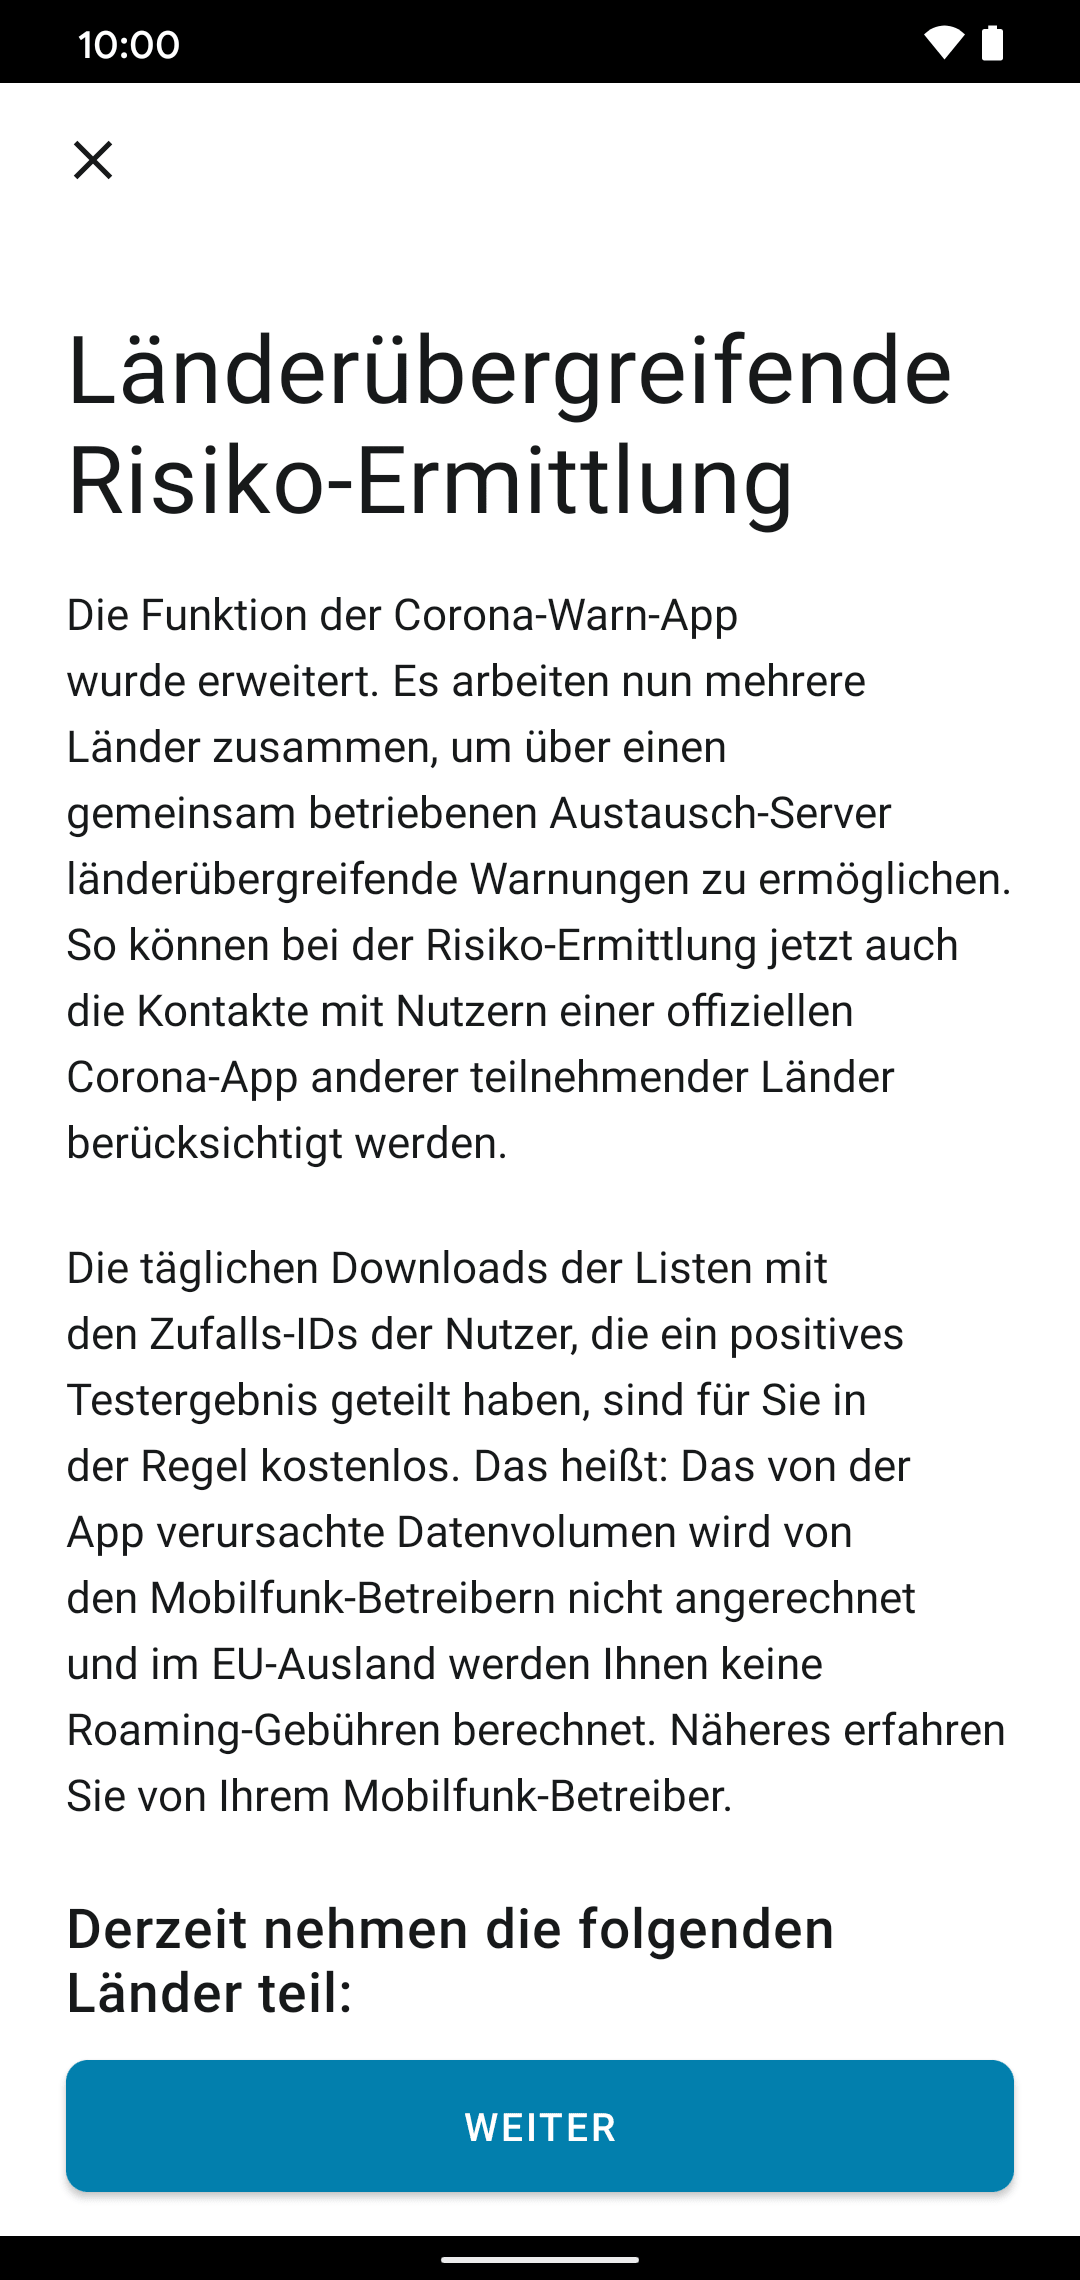 10:00
Länderübergreifende
Risiko-Ermittlung
Die Funktion der Corona-Warn-App
wurde erweitert. Es arbeiten nun mehrere
Länder zusammen, um über einen
gemeinsam betriebenen Austausch-Server
länderübergreifende Warnungen zu ermöglichen.
So können bei der Risiko-Ermittlung jetzt auch
die Kontakte mit Nutzern einer offiziellen
Corona-App anderer teilnehmender Länder
berücksichtigt werden.
Die täglichen Downloads der Listen mit
den Zufalls-IDs der Nutzer, die ein positives
Testergebnis geteilt haben, sind für Sie in
der Regel kostenlos. Das heißt: Das von der
App verursachte Datenvolumen wird von
den Mobilfunk-Betreibern nicht angerechnet
und im EU-Ausland werden Ihnen keine
Roaming-Gebühren berechnet. Näheres erfahren
Sie von Ihrem Mobilfunk-Betreiber.
Derzeit nehmen die folgenden
Länder teil:
WEITER